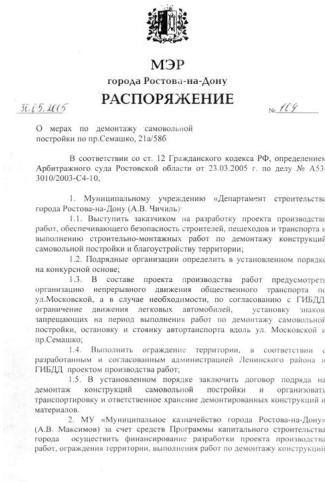 МЭР
города Ростова-на-Дону
РАСПОРЯЖЕНИЕ
30.05.2005 № 169
О мерах по демонтажу самовольной
постройки по пр.Семашко, 21а/58б
В соответствии со ст. 12 Гражданского кодекса РФ, определением
Арбитражного суда Ростовской области от 23.03.2005 г. по делу № А53-
3010/2003-С4-10,
1. Муниципальному учреждению «Департамент строительства
города Ростова-на-Дону (А.В. Чичиль)
1.1. Выступить заказчиком на разработку проекта производства
работ, обеспечивающего безопасность строителей, пешеходов и транспорта и
выполнению строительно-монтажных работ по демонтажу конструкций
самовольной постройки и благоустройству территории;
1.2. Подрядные организации определить в установленном порядке
на конкурсной основе;
1.3. В составе проекта производства работ предусмотреть
организацию непрерывного движения общественного транспорта по
ул.Московской, а в случае необходимости, по согласованию с ГИБДД
ограничение движения легковых автомобилей, установку знаков
запрещающих на период выполнения работ по демонтажу самовольной
постройки, остановку и стоянку автотранспорта вдоль ул. Московской и
пр.Семашко;
1.4. Выполнить ограждение территории, в соответствии с
разработанным и согласованным администрацией Ленинского района и
ГИБДД проектом производства работ;
1.5. В установленном порядке заключить договор подряда на
демонтаж конструкций самовольной постройки и организовать
транспортировку и ответственное хранение демонтированных конструкций и
материалов.
2. МУ «Муниципальное казначейство города Ростова-на-Дону»
(А.В. Максимов) за счет средств Программы капитального строительства
города осуществить финансирование разработки проекта производства
работ, ограждения территории, выполнения работ по демонтажу конструкций